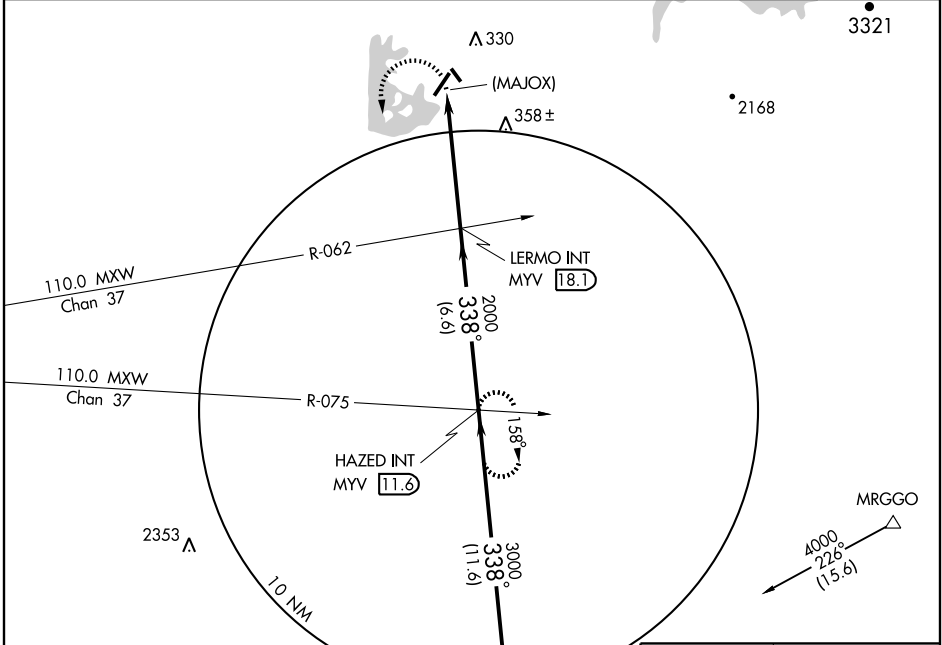 3321
330
(MAJOX)
2168
358 ±
R-062
LERMO INT
MYV 18.1
110.0 MXW
Chan 37
2000
338°
(6.6)
110.0 MXW
Chan 37
R-075
158°
HAZED INT
MYV 11.6
MRGGO
2353
4000
226°
(15.6)
3000
338°
(11.6)
10 NM